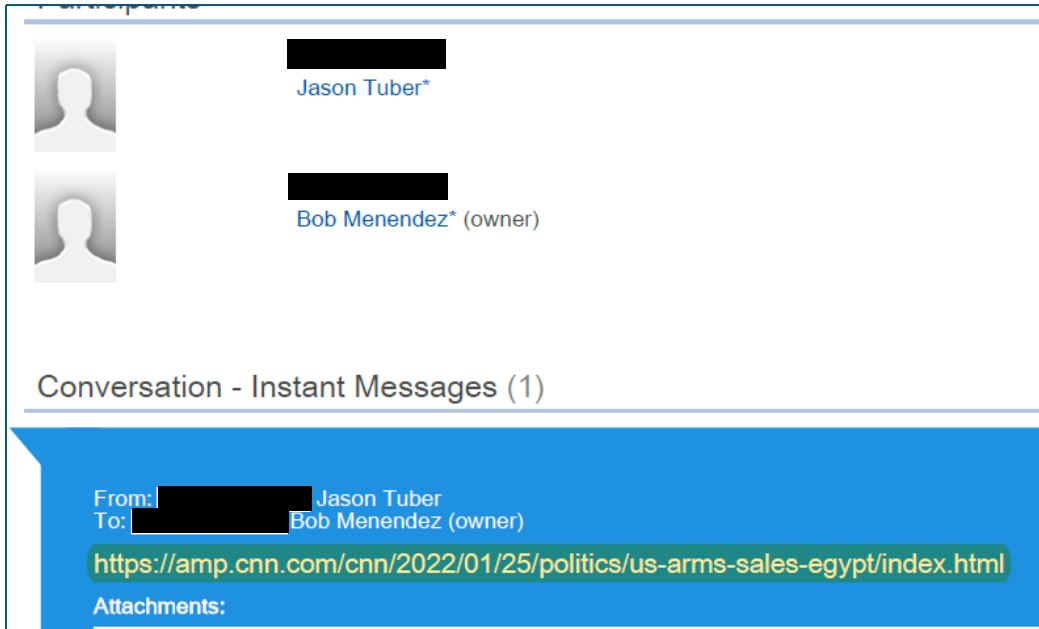 Participants
Jason Tuber*
Bob Menendez* (owner)
Conversation - Instant Messages (1)
From: Jason Tuber
To: Bob Menendez (owner)
https://amp.cnn.com/cnn/2022/01/25/politics/us-arms-sales-egypt/index.html
Attachments: